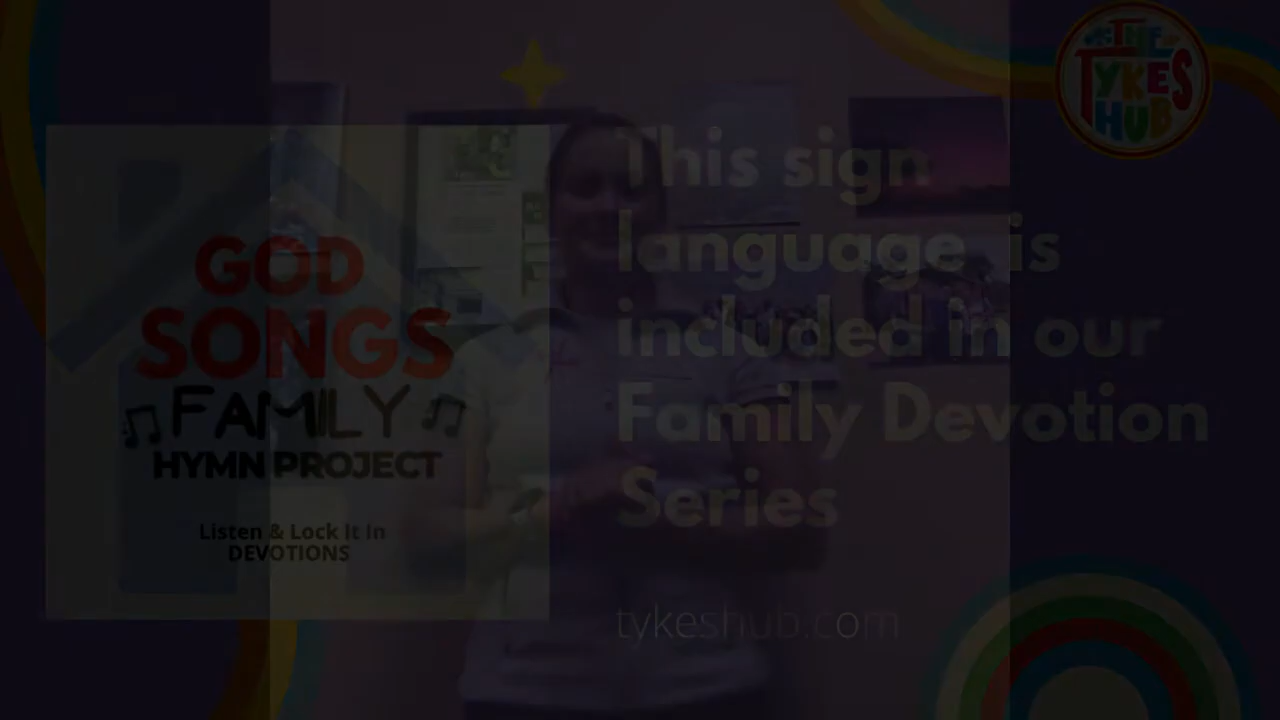 THE
TYKES
HUB
This sign
language is
included in our
Family Devotion
Series
tykeshub.com
GOD
SONGS
FAMILY
HYMN PROJECT
Listen & Lock It In
DEVOTIONS